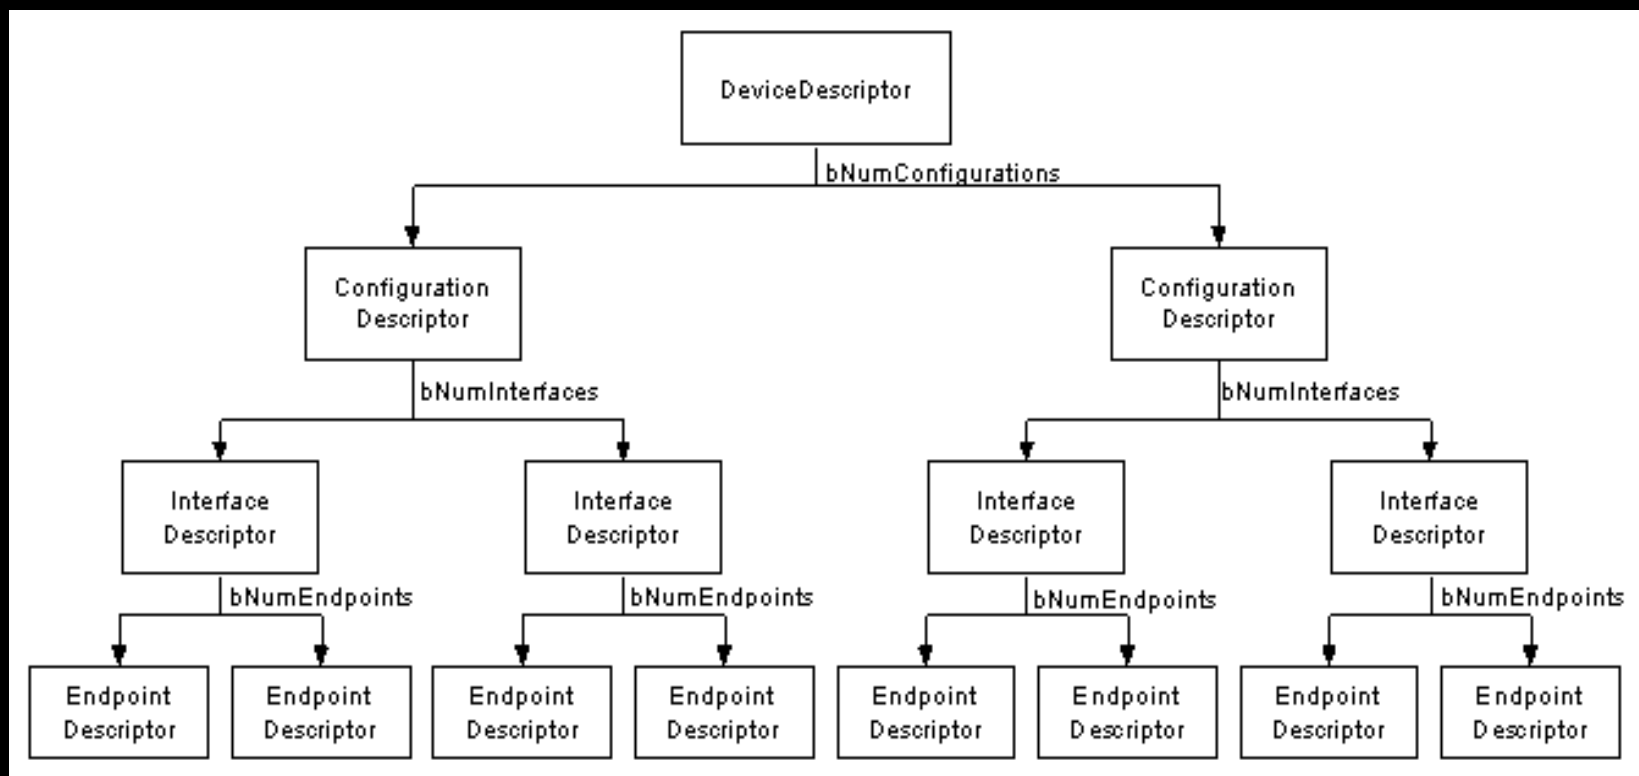 DeviceDescriptor
bNumConfigurations
Configuration
Descriptor
Configuration
Descriptor
bNumInterfaces
bNumInterfaces
Interface
Descriptor
Interface
Descriptor
Interface
Descriptor
Interface
Descriptor
bNumEndpoints
bNumEndpoints
bNumEndpoints
bNumEndpoints
Endpoint
Descriptor
Endpoint
Descriptor
Endpoint
Descriptor
Endpoint
Descriptor
Endpoint
Descriptor
Endpoint
Descriptor
Endpoint
Descriptor
Endpoint
Descriptor